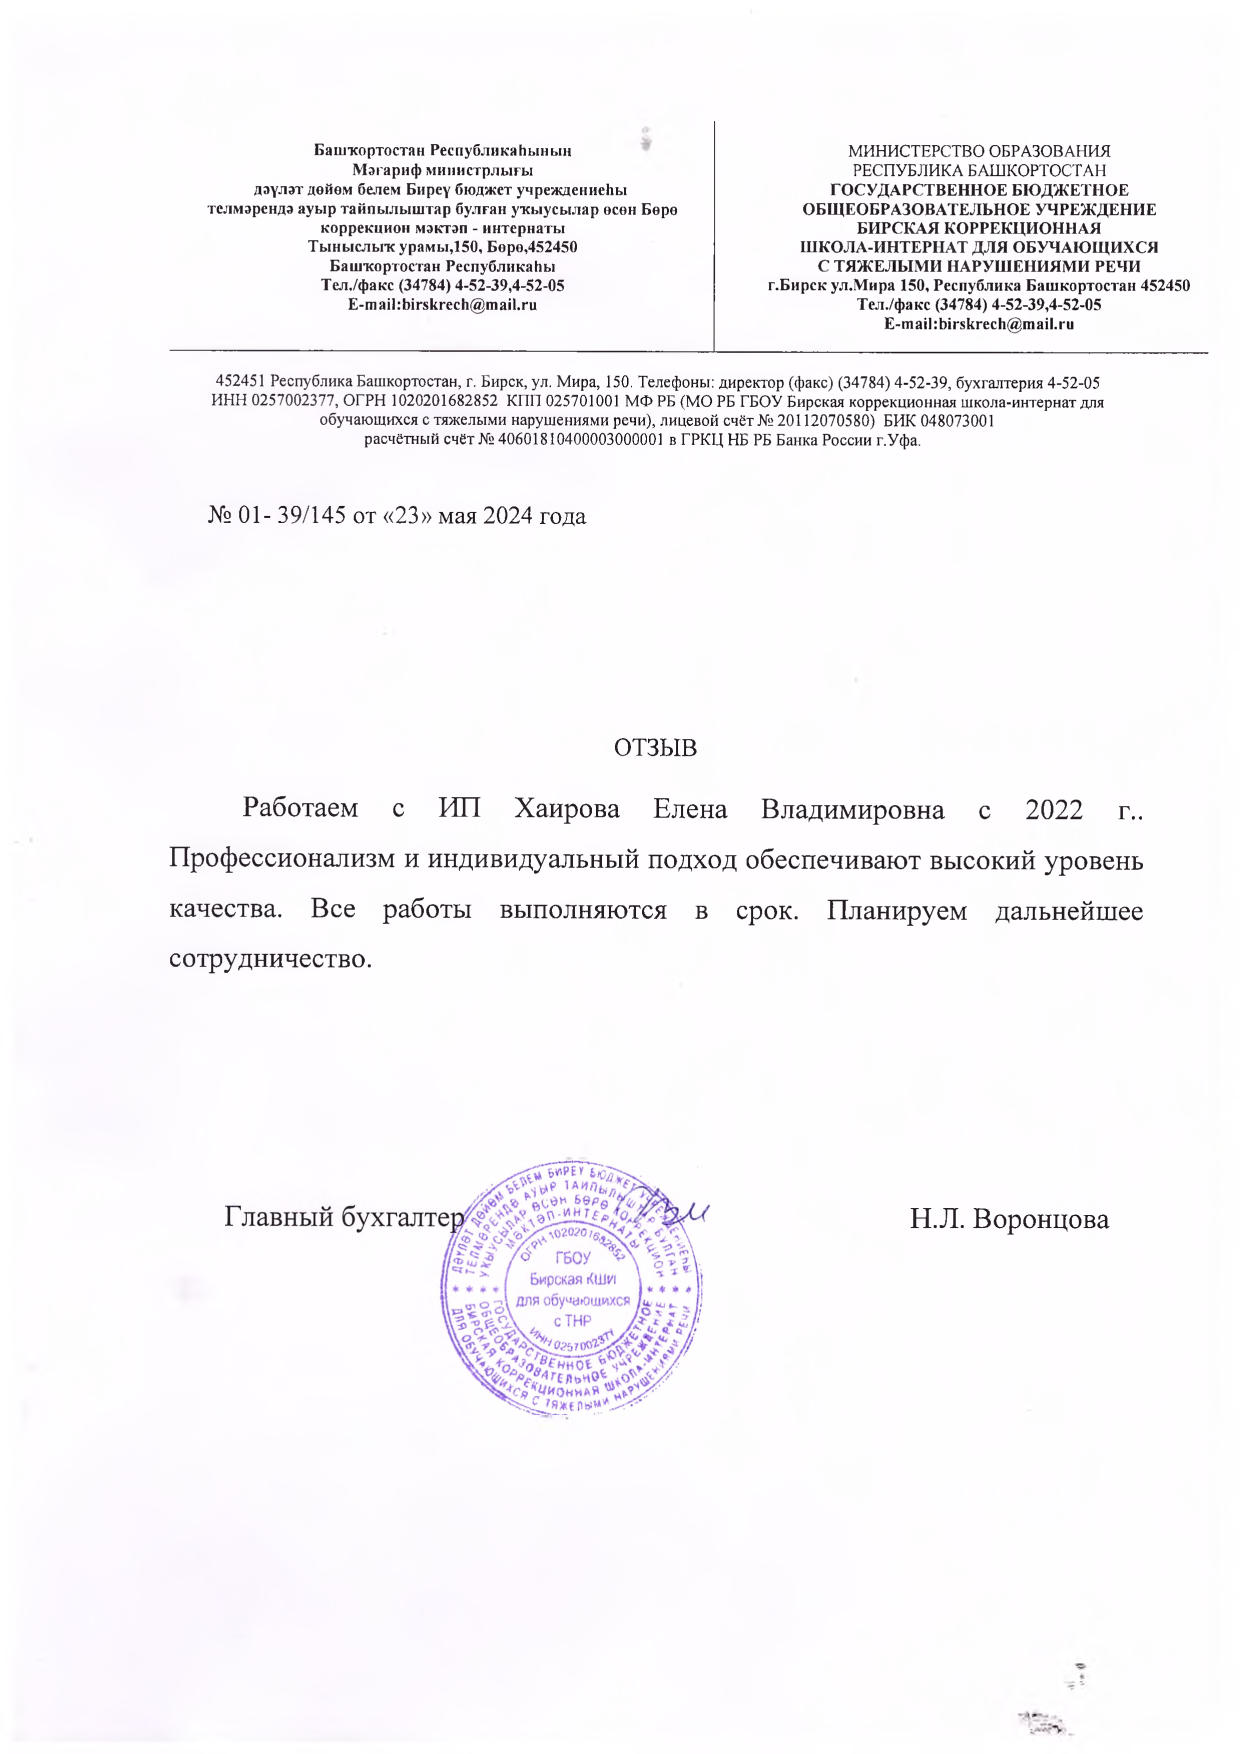 Башҡортостан Республикаһынын
Мәғариф министрлығы
дәүләт дөйөм белем Биреү бюджет учреждениеһы
телмәрендә ауыр тайпылыштар булған уҡыусылар өсөн Бөрө
коррекцион мәктәп - интернаты
Тыныслыҡ урамы,150, Бөрө,452450
Башҡортостан Республикаһы
Тел./факс (34784) 4-52-39,4-52-05
E-mail:birskrech@mail.ru
МИНИСТЕРСТВО ОБРАЗОВАНИЯ
РЕСПУБЛИКА БАШКОРТОСТАН
ГОСУДАРСТВЕННОЕ БЮДЖЕТНОЕ
ОБЩЕОБРАЗОВАТЕЛЬНОЕ УЧРЕЖДЕНИЕ
БИРСКАЯ КОРРЕКЦИОННАЯ
ШКОЛА-ИНТЕРНАТ ДЛЯ ОБУЧАЮЩИХСЯ
С ТЯЖЕЛЫМИ НАРУШЕНИЯМИ РЕЧИ
г.Бирск ул.Мира 150, Республика Башкортостан 452450
Тел./факс (34784) 4-52-39,4-52-05
E-mail:birskrech@mail.ru
452451 Республика Башкортостан, г. Бирск, ул. Мира, 150. Телефоны: директор (факс) (34784) 4-52-39, бухгалтерия 4-52-05
ИНН 0257002377, ОГРН 1020201682852 КПП 025701001 МФ РБ (МО РБ ГБОУ Бирская коррекционная школа-интернат для
обучающихся с тяжелыми нарушениями речи), лицевой счёт № 20112070580) БИК 048073001
расчётный счёт № 40601810400003000001 в ГРКЦ НБ РБ Банка России г.Уфа.
№ 01- 39/145 от «23» мая 2024 года
ОТЗЫВ
Работаем с ИП Хаирова Елена Владимировна с 2022 г..
Профессионализм и индивидуальный подход обеспечивают высокий уровень
качества. Все работы выполняются в срок. Планируем дальнейшее
сотрудничество.
Главный бухгалтер
Н.Л. Воронцова
ДӘҮЛӘТ ДӨЙӨМ БЕЛЕМ БИРЕҮ БЮДЖЕТ УЧРЕЖДЕНИЕҺЫ
ТЕЛМӘРЕНДӘ АУЫР ТАЙПЫЛЫШТАР БУЛҒАН
УҠЫУСЫЛАР ӨСӨН БӨРӨ КОРРЕКЦИОН
МӘКТӘП-ИНТЕРНАТЫ
ОГРН 1020201682852
ГБОУ
Бирская КШИ
для обучающихся
с ТНР
ИНН 0257002377
ГОСУДАРСТВЕННОЕ БЮДЖЕТНОЕ
ОБЩЕОБРАЗОВАТЕЛЬНОЕ УЧРЕЖДЕНИЕ
БИРСКАЯ КОРРЕКЦИОННАЯ ШКОЛА-ИНТЕРНАТ
ДЛЯ ОБУЧАЮЩИХСЯ С ТЯЖЕЛЫМИ НАРУШЕНИЯМИ РЕЧИ